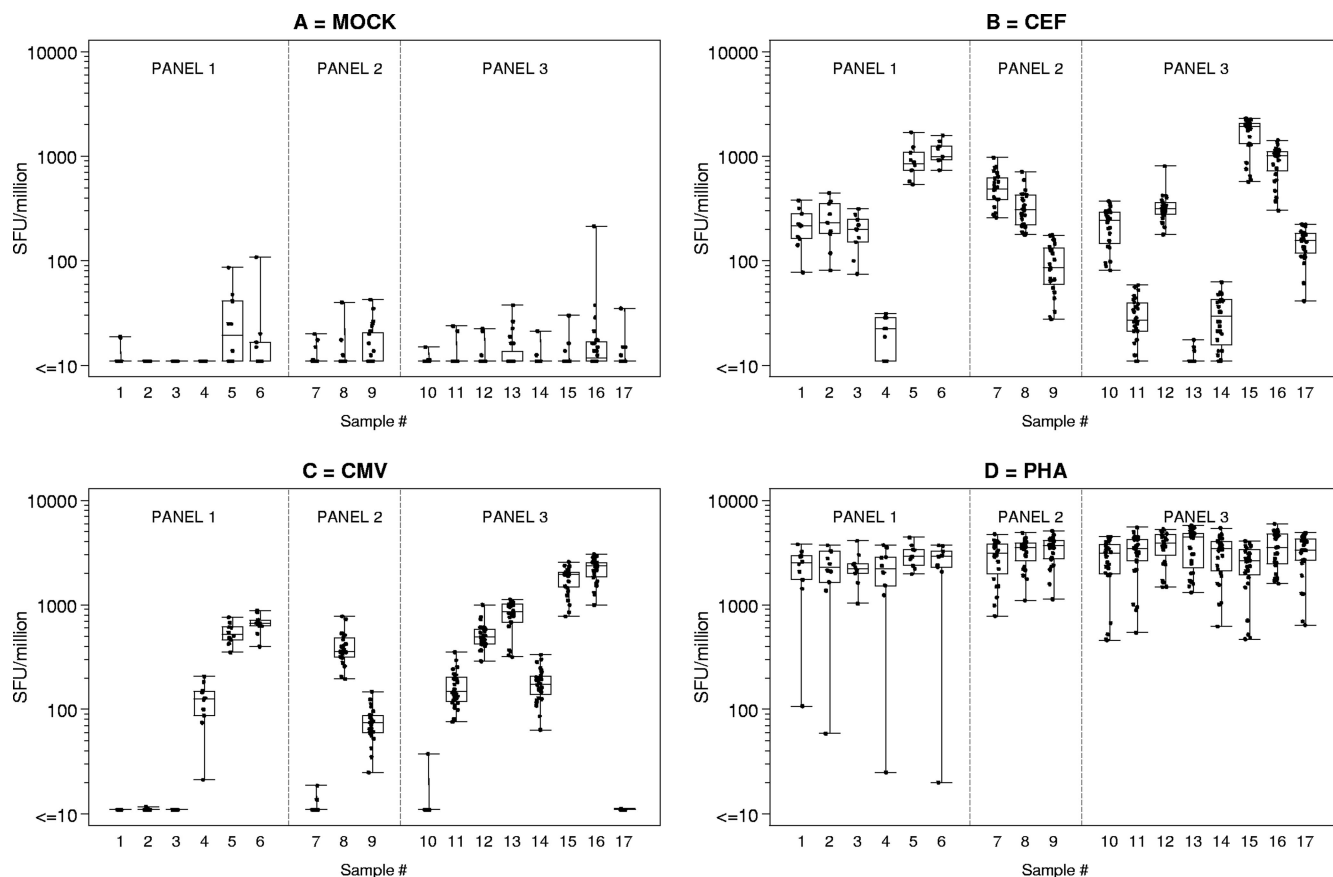 A = MOCK
10000
1000
100
<=10
SFU/million
PANEL 1
PANEL 2
PANEL 3
1 2 3 4 5 6 7 8 9 10 11 12 13 14 15 16 17
Sample #
B = CEF
10000
1000
100
<=10
SFU/million
PANEL 1
PANEL 2
PANEL 3
1 2 3 4 5 6 7 8 9 10 11 12 13 14 15 16 17
Sample #
C = CMV
10000
1000
100
<=10
SFU/million
PANEL 1
PANEL 2
PANEL 3
1 2 3 4 5 6 7 8 9 10 11 12 13 14 15 16 17
Sample #
D = PHA
10000
1000
100
<=10
SFU/million
PANEL 1
PANEL 2
PANEL 3
1 2 3 4 5 6 7 8 9 10 11 12 13 14 15 16 17
Sample #